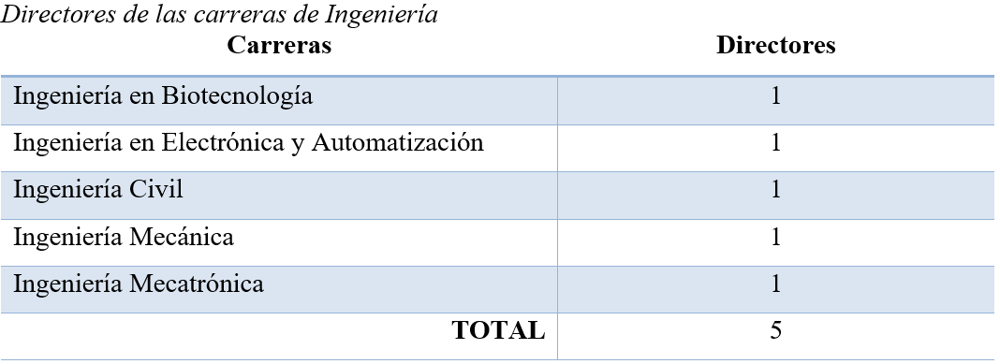 Directores de las carreras de Ingeniería
Carreras Directores
Ingeniería en Biotecnología 1
Ingeniería en Electrónica y Automatización 1
Ingeniería Civil 1
Ingeniería Mecánica 1
Ingeniería Mecatrónica 1
TOTAL 5